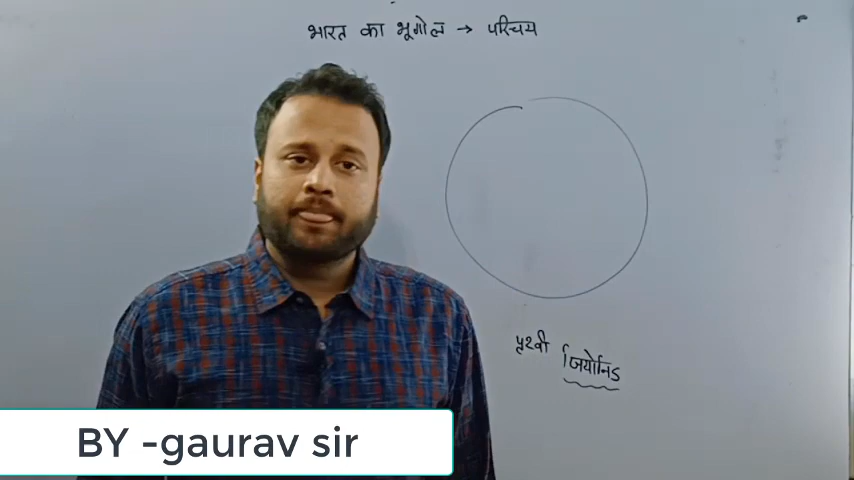 भारत का भूगोल → परिचय
पृथ्वी जियोनिड
BY -gaurav sir